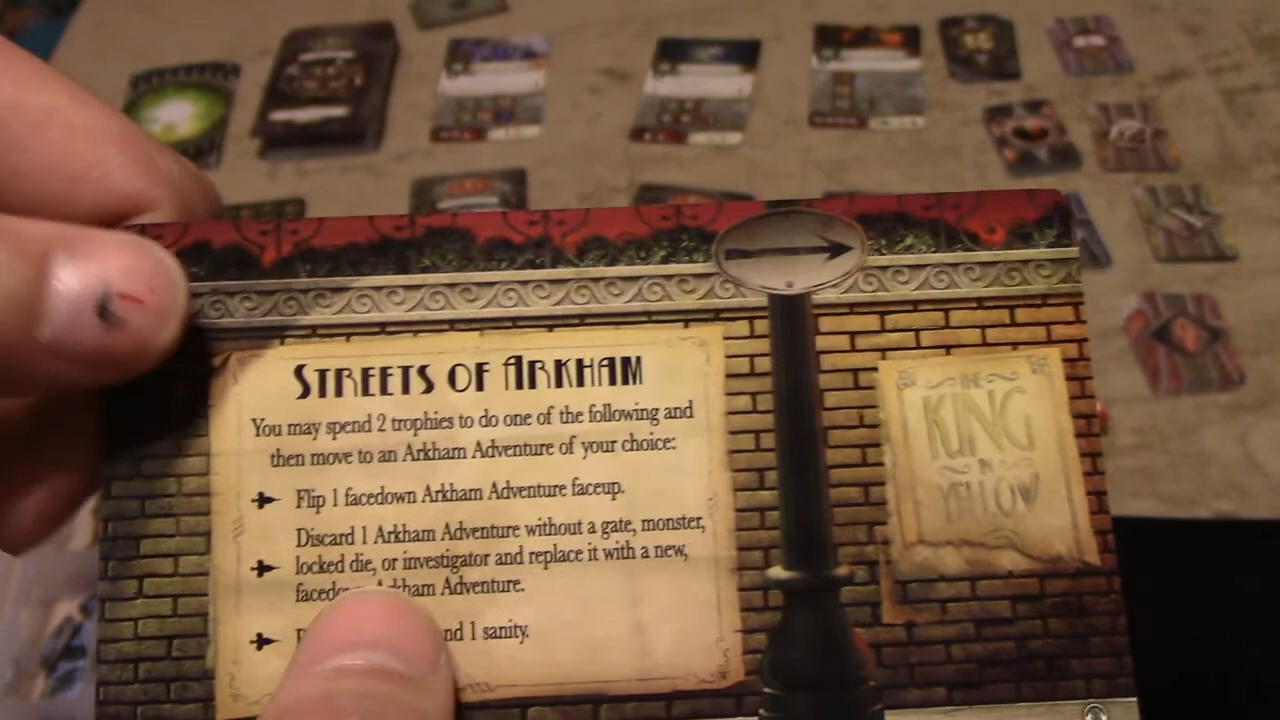 STREETS OF ARKHAM
You may spend 2 trophies to do one of the following and
then move to an Arkham Adventure of your choice:
Flip 1 facedown Arkham Adventure faceup.
Discard 1 Arkham Adventure without a gate, monster,
locked die, or investigator and replace it with a new,
Adventure.
1 sanity.
THE
KING
IN
YELLOW